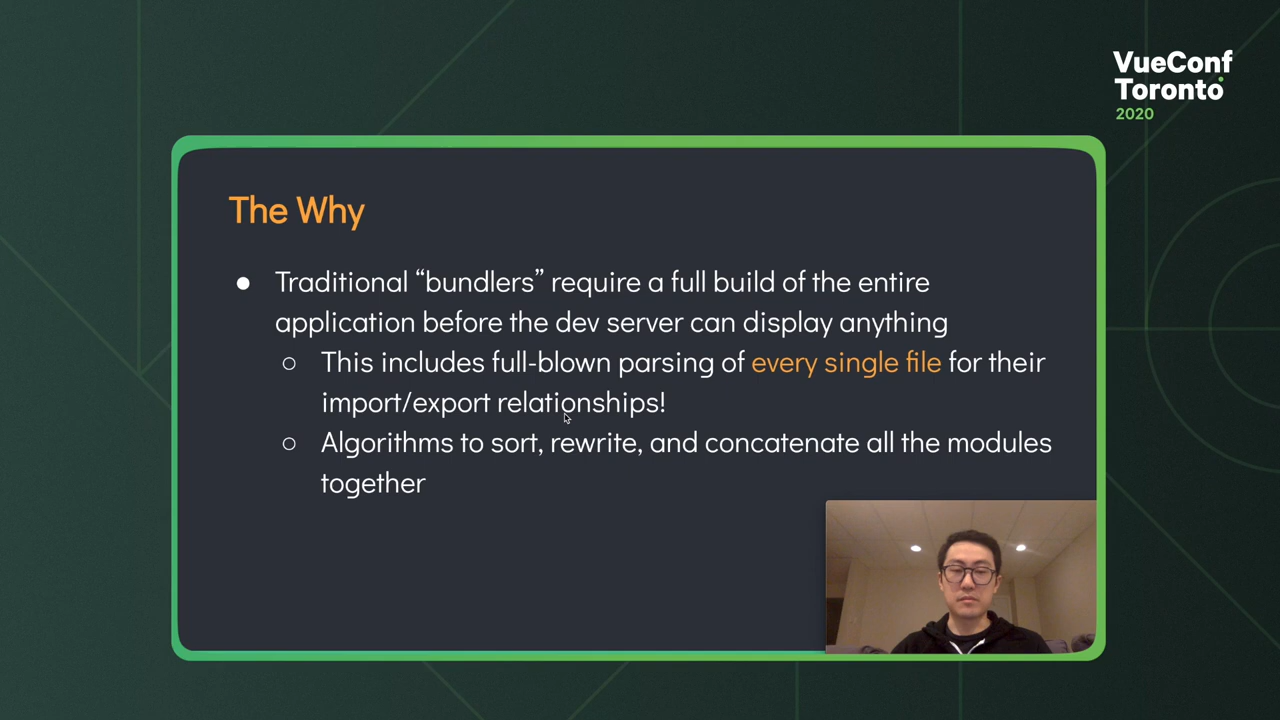 VueConf
Toronto
2020
The Why
● Traditional “bundlers” require a full build of the entire
application before the dev server can display anything
○ This includes full-blown parsing of every single file for their
import/export relationships!
○ Algorithms to sort, rewrite, and concatenate all the modules
together